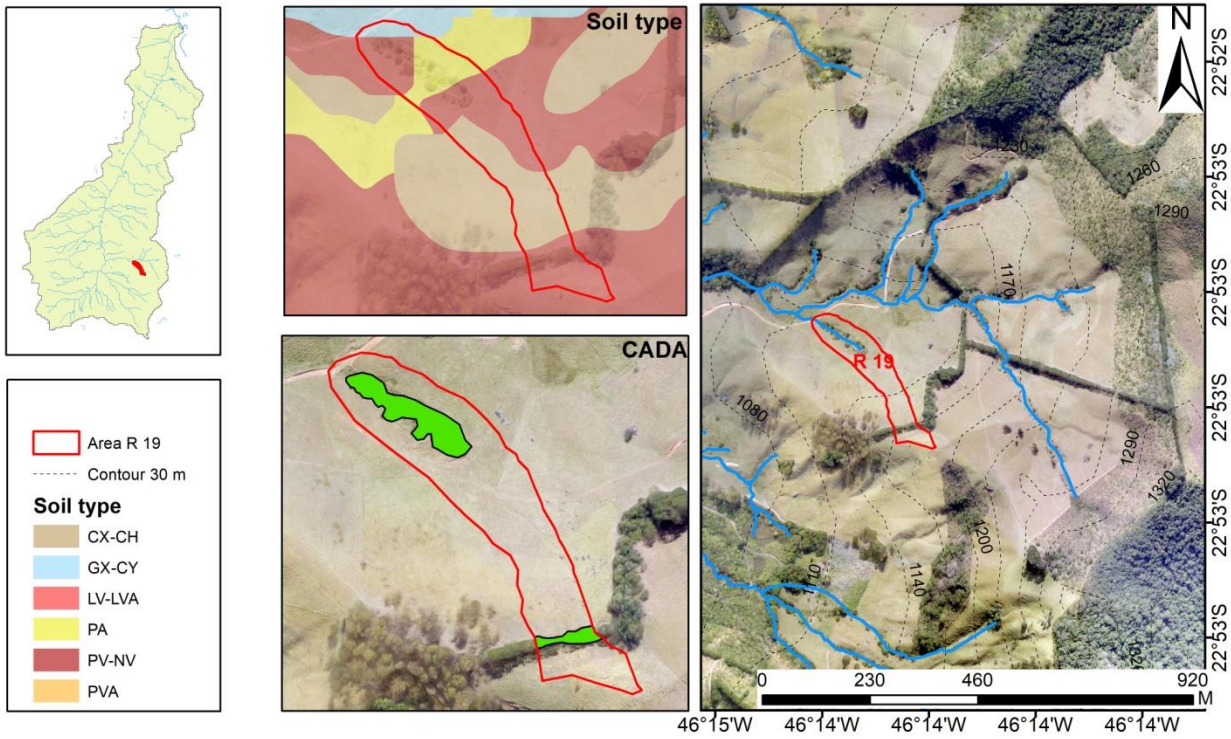 Area R 19
Contour 30 m
Soil type
CX-CH
GX-CY
LV-LVA
PA
PV-NV
PVA
Soil type
CADA
N
1230
1260
1290
1170
R 19
1080
1290
1320
1200
1110
1140
1320
0 230 460 920
M
22°52'S
22°53'S
22°53'S
22°53'S
22°53'S
22°53'S
46°15'W 46°14'W 46°14'W 46°14'W 46°14'W